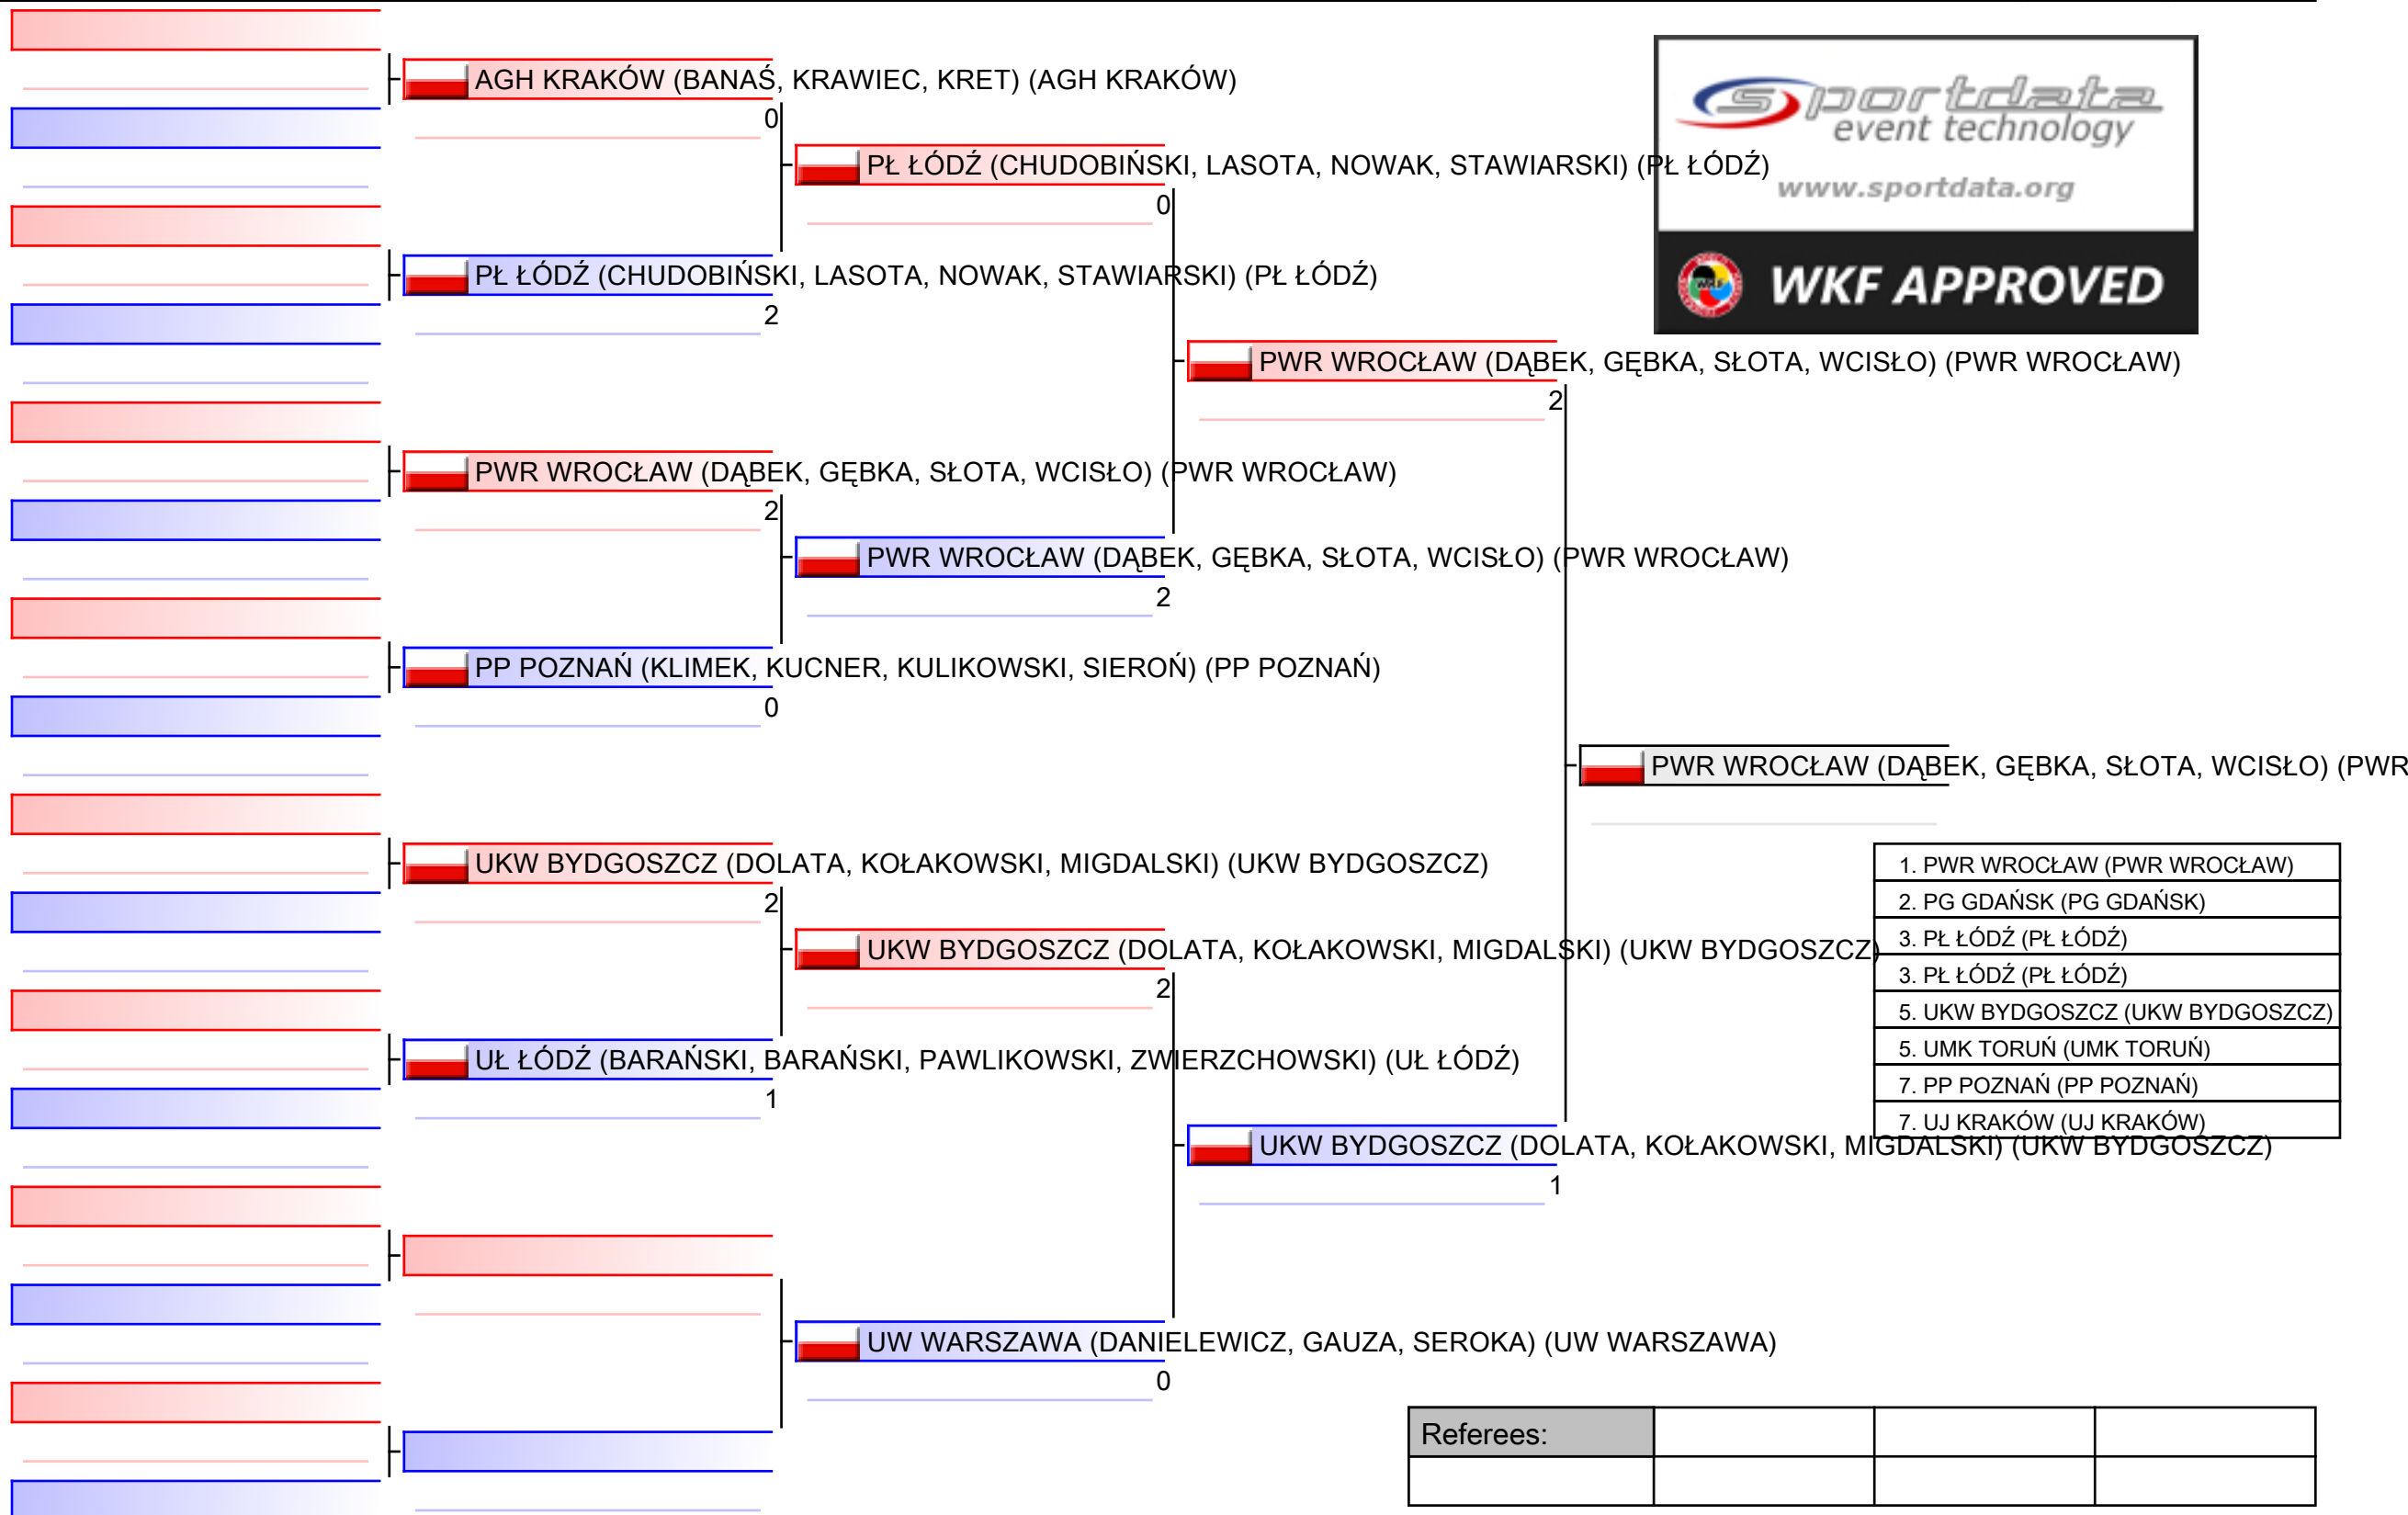 AGH KRAKÓW (BANAŚ, KRAWIEC, KRET) (AGH KRAKÓW)
0
PŁ ŁÓDŹ (CHUDOBIŃSKI, LASOTA, NOWAK, STAWIARSKI) (PŁ ŁÓDŹ)
0
PŁ ŁÓDŹ (CHUDOBIŃSKI, LASOTA, NOWAK, STAWIARSKI) (PŁ ŁÓDŹ)
2
sportdata
event technology
www.sportdata.org
WKF APPROVED
PWR WROCŁAW (DĄBEK, GĘBKA, SŁOTA, WCISŁO) (PWR WROCŁAW)
2
PWR WROCŁAW (DĄBEK, GĘBKA, SŁOTA, WCISŁO) (PWR WROCŁAW)
2
PWR WROCŁAW (DĄBEK, GĘBKA, SŁOTA, WCISŁO) (PWR WROCŁAW)
2
PP POZNAŃ (KLIMEK, KUCNER, KULIKOWSKI, SIEROŃ) (PP POZNAŃ)
0
PWR WROCŁAW (DĄBEK, GĘBKA, SŁOTA, WCISŁO) (PWR
UKW BYDGOSZCZ (DOLATA, KOŁAKOWSKI, MIGDALSKI) (UKW BYDGOSZCZ)
2
UKW BYDGOSZCZ (DOLATA, KOŁAKOWSKI, MIGDALSKI) (UKW BYDGOSZCZ)
2
UŁ ŁÓDŹ (BARAŃSKI, BARAŃSKI, PAWLIKOWSKI, ZWIERZCHOWSKI) (UŁ ŁÓDŹ)
1
1. PWR WROCŁAW (PWR WROCŁAW)
2. PG GDAŃSK (PG GDAŃSK)
3. PŁ ŁÓDŹ (PŁ ŁÓDŹ)
3. PŁ ŁÓDŹ (PŁ ŁÓDŹ)
5. UKW BYDGOSZCZ (UKW BYDGOSZCZ)
5. UMK TORUŃ (UMK TORUŃ)
7. PP POZNAŃ (PP POZNAŃ)
7. UJ KRAKÓW (UJ KRAKÓW)
UKW BYDGOSZCZ (DOLATA, KOŁAKOWSKI, MIGDALSKI) (UKW BYDGOSZCZ)
1
UW WARSZAWA (DANIELEWICZ, GAUZA, SEROKA) (UW WARSZAWA)
0
Referees: